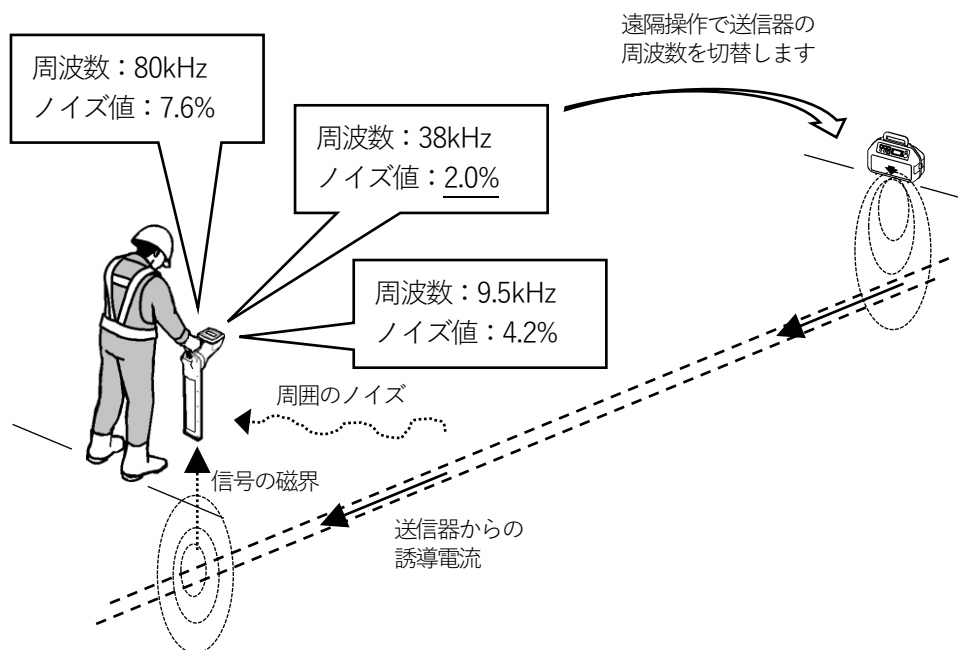 遠隔操作で送信器の
周波数を切替します
周波数：80kHz
ノイズ値：7.6%
周波数：38kHz
ノイズ値：2.0%
周波数：9.5kHz
ノイズ値：4.2%
周囲のノイズ
信号の磁界
送信器からの
誘導電流